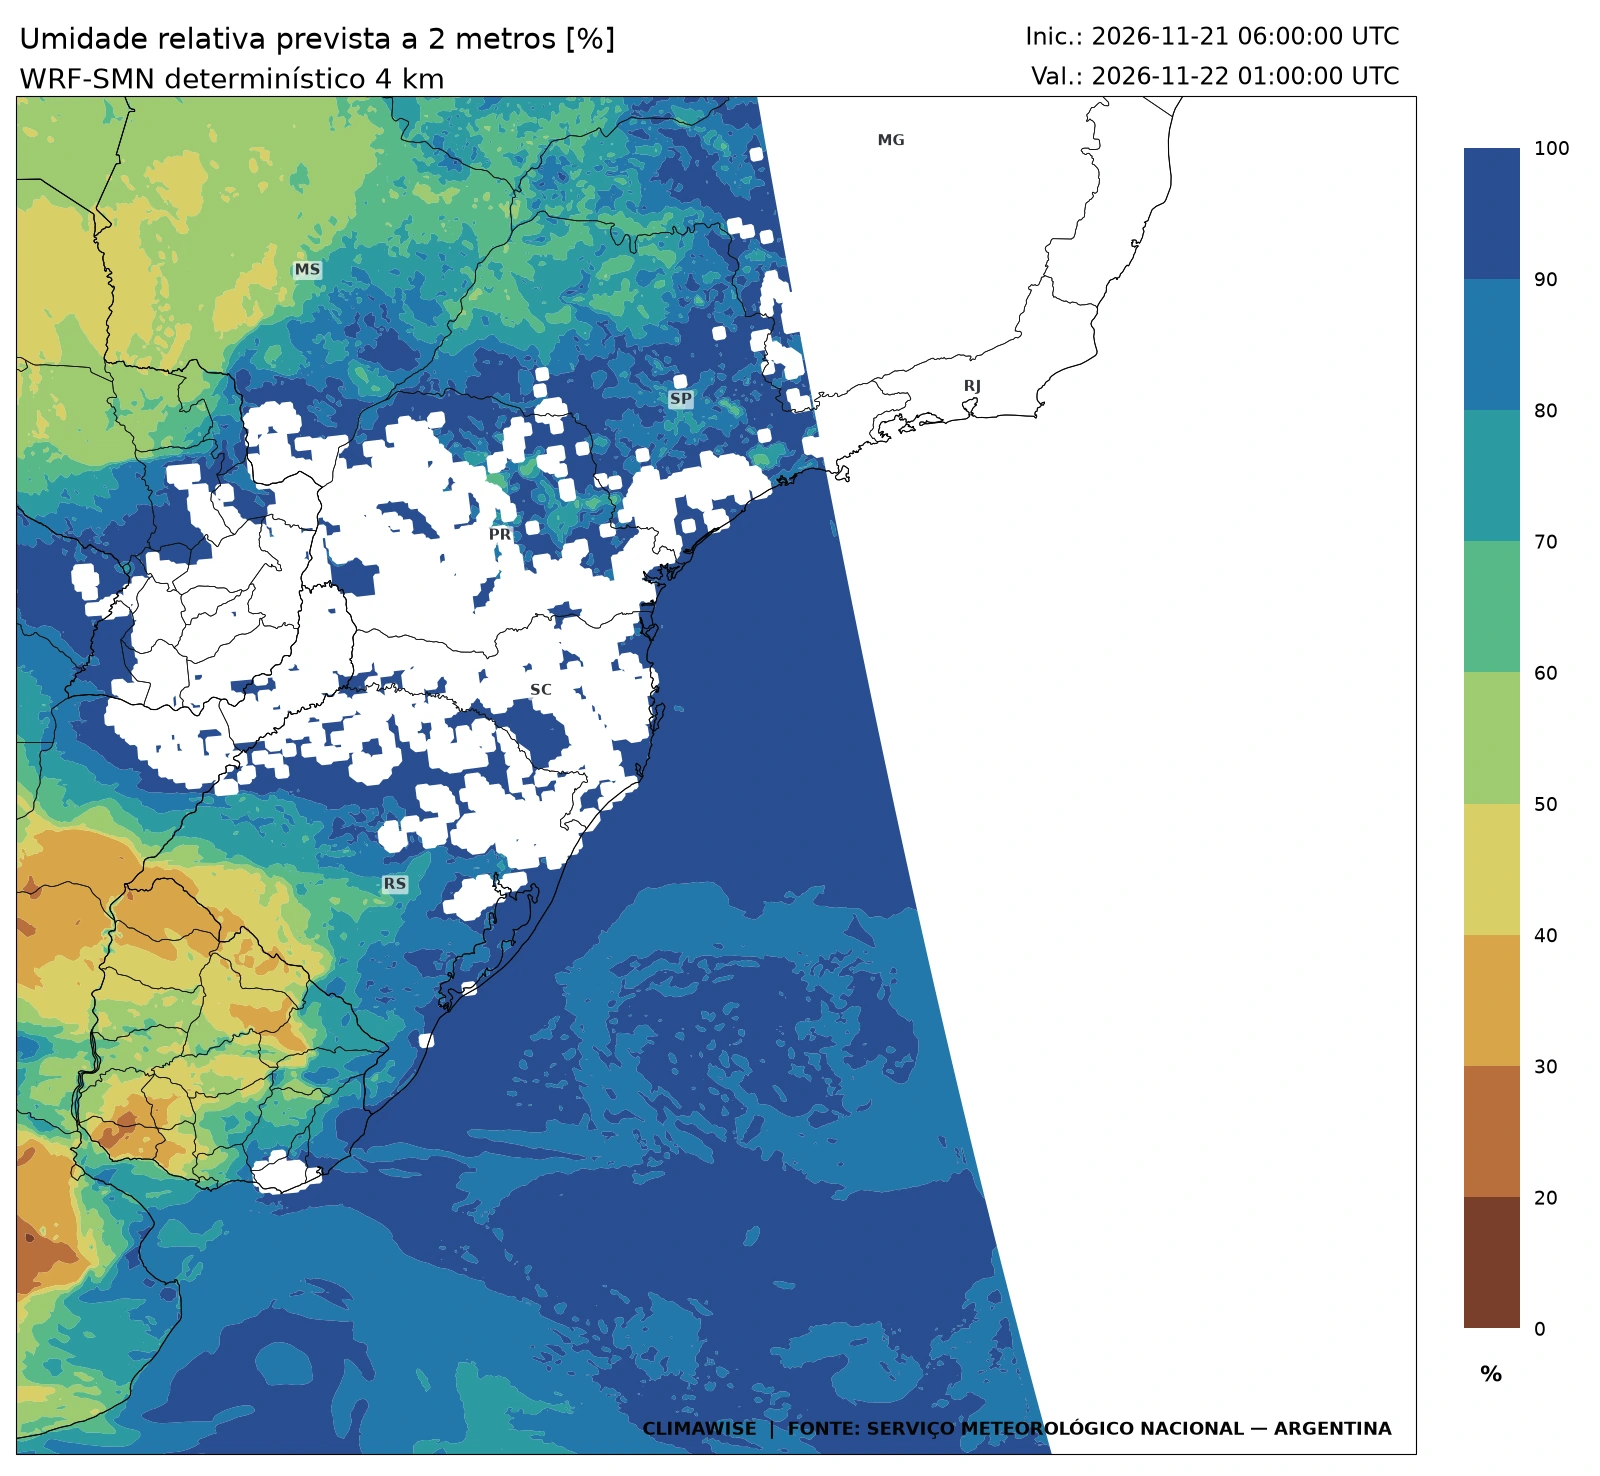 Umidade relativa prevista a 2 metros [%]
WRF-SMN determinístico 4 km
Inic.: 2026-11-21 06:00:00 UTC
Val.: 2026-11-22 01:00:00 UTC
MG
MS
RJ
SP
PR
SC
RS
100
90
80
70
60
50
40
30
20
0
%
CLIMAWISE | FONTE: SERVIÇO METEOROLÓGICO NACIONAL — ARGENTINA